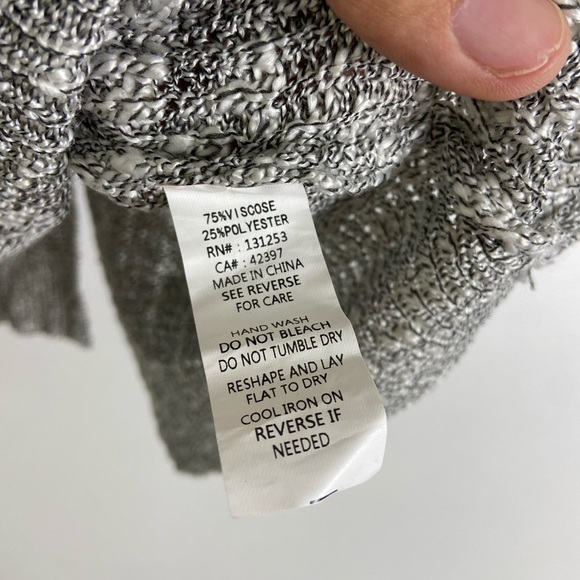 75%VISCOSE
25%POLYESTER
RN# : 131253
CA# : 42397
MADE IN CHINA
SEE REVERSE
FOR CARE
HAND WASH
DO NOT BLEACH
DO NOT TUMBLE DRY
RESHAPE AND LAY
FLAT TO DRY
COOL IRON ON
REVERSE IF
NEEDED